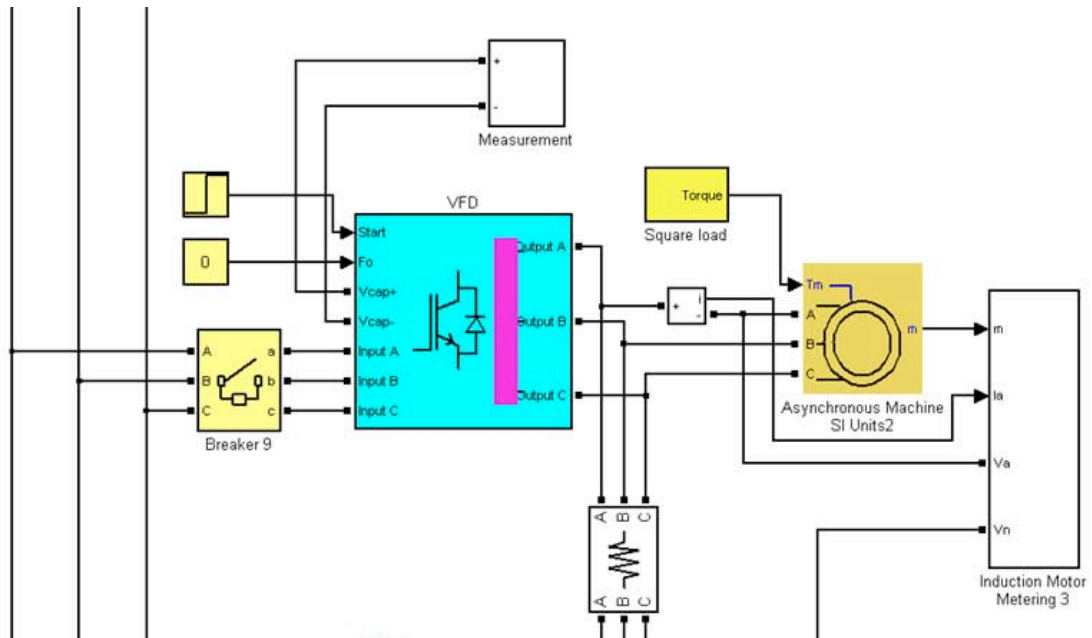 +
-
Measurement
VFD
Torque
Square load
Start
Output A
Fo
0
Vcap+
Tm
Vcap-
Output B
+
i
-
A
m
m
B
A
a
Input A
B
b
Input B
C
Ia
C
c
Input C
Output C
Asynchronous Machine
SI Units2
Breaker 9
Va
A B C
Vn
A B C
Induction Motor
Metering 3